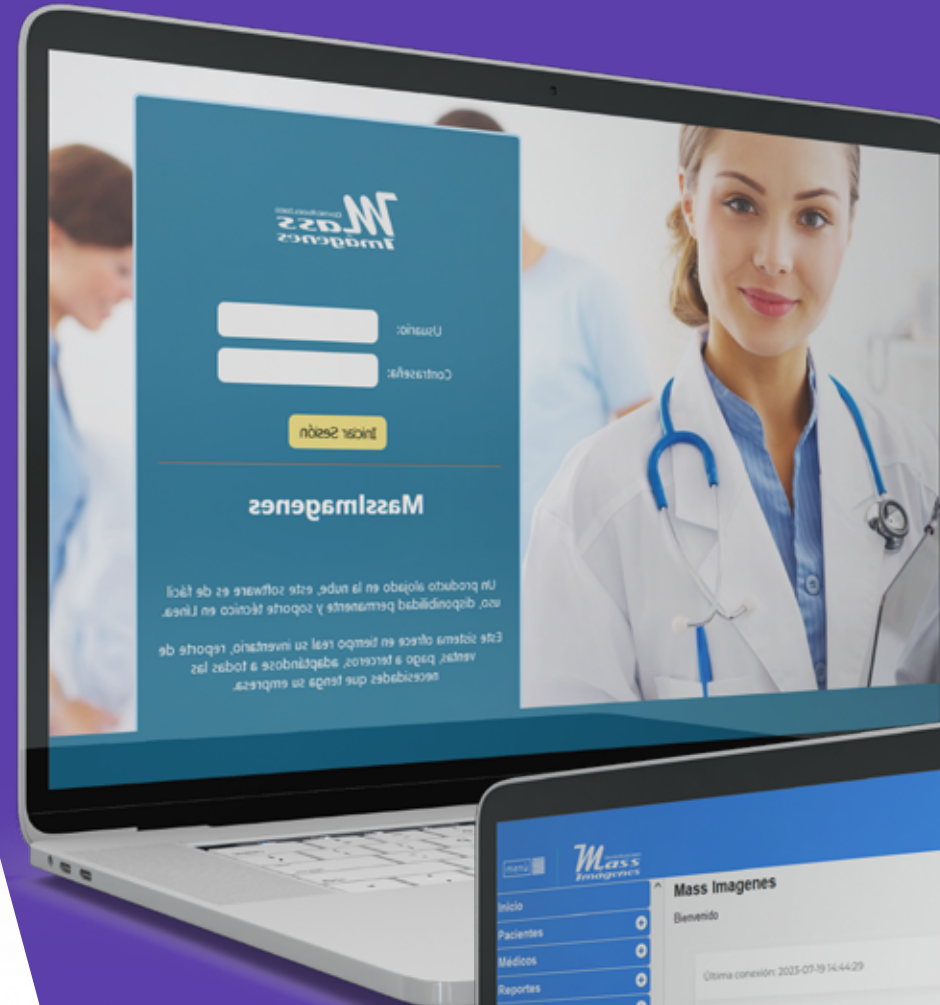 Mass
Imágenes
Usuario:
Contraseña:
Iniciar Sesión
MassImagenes
Un producto alojado en la nube, este software es de fácil
uso, disponibilidad permanente y soporte técnico en Línea.
Este sistema ofrece en tiempo real su inventario, reporte de
ventas, pago a terceros, adaptándose a todas las
necesidades que tenga su empresa.
menú
Mass
Imágenes
Inicio
Pacientes
Médicos
Reportes
Mass Imagenes
Bienvenido
Última conexión: 2023-07-19 14:44:29